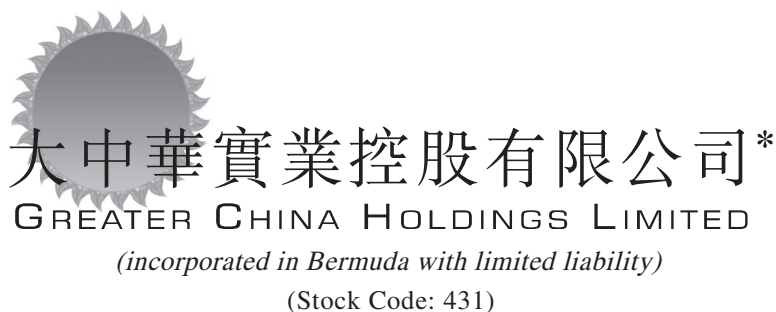 大中華實業控股有限公司*
GREATER CHINA HOLDINGS LIMITED
(incorporated in Bermuda with limited liability)
(Stock Code: 431)